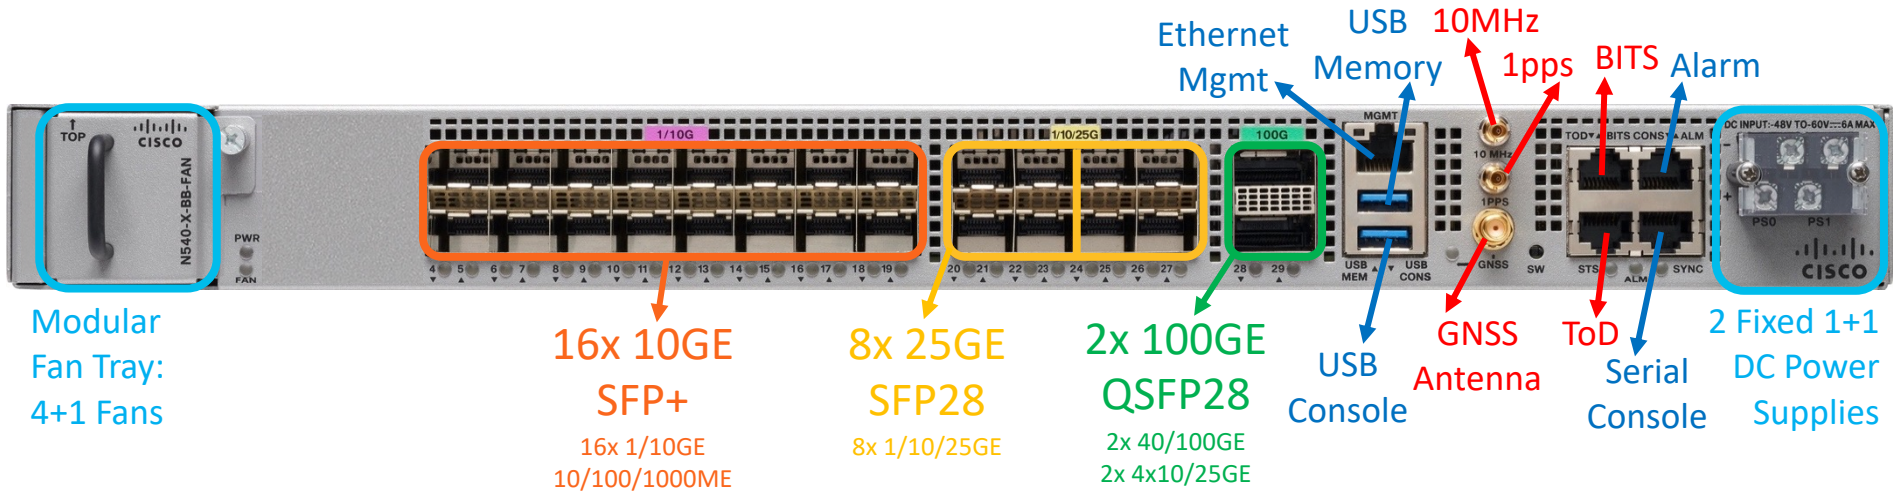 Ethernet
Mgmt
USB
Memory
10MHz
1pps
BITS
Alarm
TOP
CISCO
N540-X-BB-FAN
PWR
FAN
1/10G
1/10/25G
100G
MGMT
10 MHz
1PPS
GNSS
TOD▼▲BITS CONS▼▲ALM
DC INPUT:-48V TO-60V⎓6A MAX
- 
+
PS0 PS1
CISCO
4 5 6 7 8 9 10 11 12 13 14 15 16 17 18 19
20 21 22 23 24 25 26 27
28 29
USB MEM ▲ ▼ USB CONS
SW
STS ALM SYNC
Modular
Fan Tray:
4+1 Fans
16x 10GE
SFP+
16x 1/10GE
10/100/1000ME
8x 25GE
SFP28
8x 1/10/25GE
2x 100GE
QSFP28
2x 40/100GE
2x 4x10/25GE
USB
Console
GNSS
Antenna
ToD
Serial
Console
2 Fixed 1+1
DC Power
Supplies